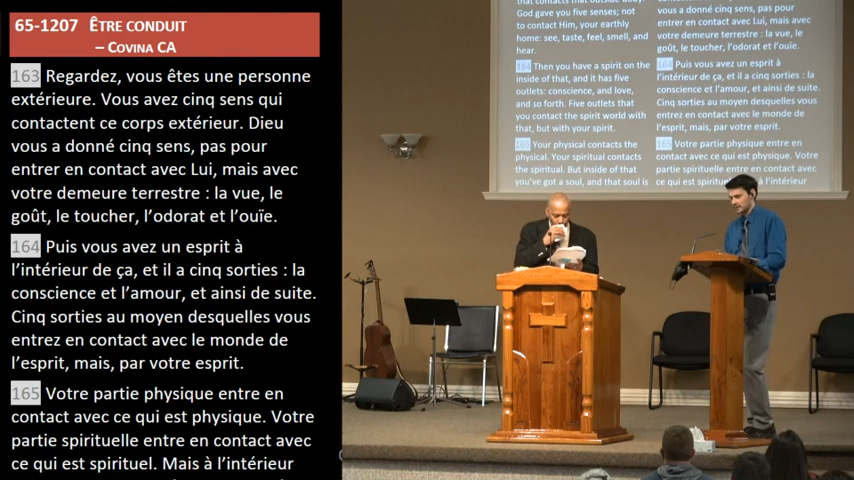 65-1207 ÊTRE CONDUIT
– COVINA CA
163 Regardez, vous êtes une personne
extérieure. Vous avez cinq sens qui
contactent ce corps extérieur. Dieu
vous a donné cinq sens, pas pour
entrer en contact avec Lui, mais avec
votre demeure terrestre : la vue, le
goût, le toucher, l’odorat et l’ouïe.
164 Puis vous avez un esprit à
l’intérieur de ça, et il a cinq sorties : la
conscience et l’amour, et ainsi de suite.
Cinq sorties au moyen desquelles vous
entrez en contact avec le monde de
l’esprit, mais, par votre esprit.
165 Votre partie physique entre en
contact avec ce qui est physique. Votre
partie spirituelle entre en contact avec
ce qui est spirituel. Mais à l’intérieur
that contacts that outside body.
God gave you five senses; not
to contact Him, your earthly
home: see, taste, feel, smell, and
hear.
164 Then you have a spirit on the
inside of that, and it has five
outlets: conscience, and love,
and so forth. Five outlets that
you contact the spirit world with
that, but with your spirit.
165 Your physical contacts the
physical. Your spiritual contacts
the spiritual. But inside of that
you’ve got a soul, and that soul is
vous a donné cinq sens, pas pour
entrer en contact avec Lui, mais avec
votre demeure terrestre : la vue, le
goût, le toucher, l’odorat et l’ouïe.
164 Puis vous avez un esprit à
l’intérieur de ça, et il a cinq sorties : la
conscience et l’amour, et ainsi de suite.
Cinq sorties au moyen desquelles vous
entrez en contact avec le monde de
l’esprit, mais, par votre esprit.
165 Votre partie physique entre en
contact avec ce qui est physique. Votre
partie spirituelle entre en contact avec
ce qui est spirituel. Mais à l’intérieur